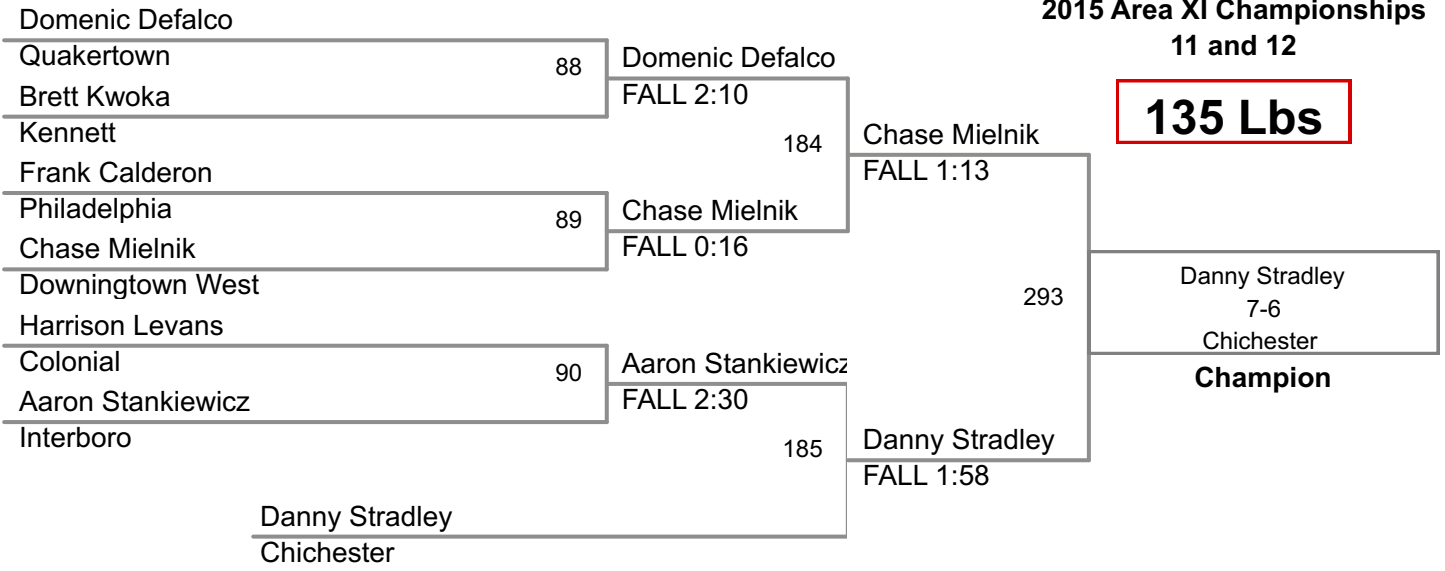 2015 Area XI Championships
11 and 12
135 Lbs
Domenic Defalco
Quakertown
88
Brett Kwoka
Kennett
Domenic Defalco
FALL 2:10
184
Frank Calderon
Philadelphia
89
Chase Mielnik
Downingtown West
Chase Mielnik
FALL 0:16
Chase Mielnik
FALL 1:13
293
Harrison Levans
Colonial
90
Aaron Stankiewicz
Interboro
Aaron Stankiewicz
FALL 2:30
185
Danny Stradley
Chichester
Danny Stradley
FALL 1:58
Danny Stradley
7-6
Chichester
Champion